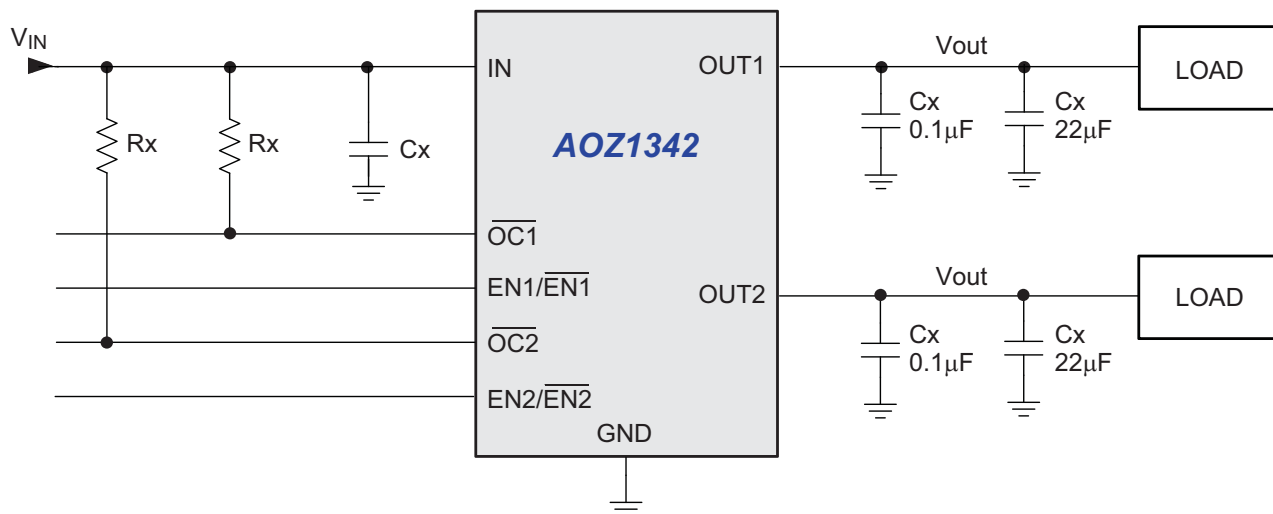 VIN
Rx
Rx
Cx
IN
OUT1
AOZ1342
OC1
EN1/EN1
OC2
EN2/EN2
OUT2
GND
Vout
LOAD
Cx
0.1µF
Cx
22µF
Vout
LOAD
Cx
0.1µF
Cx
22µF